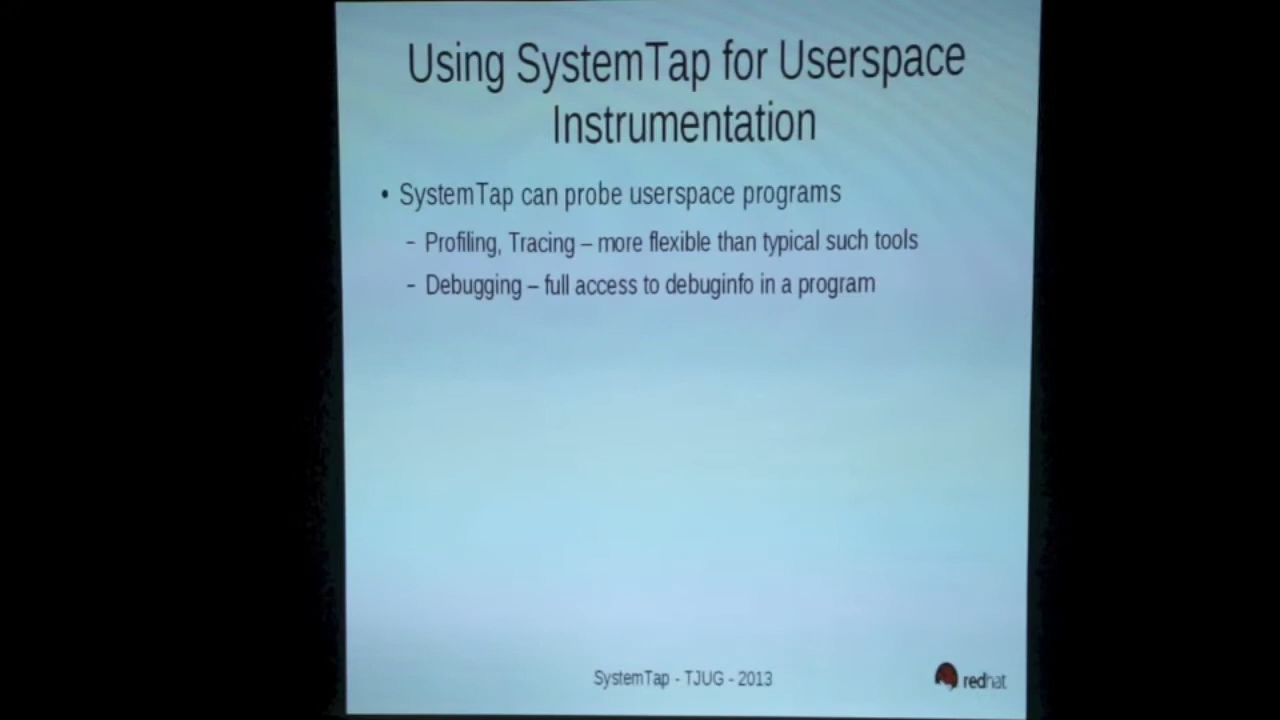 Using SystemTap for Userspace
Instrumentation
• SystemTap can probe userspace programs
- Profiling, Tracing – more flexible than typical such tools
- Debugging – full access to debuginfo in a program
SystemTap - TJUG - 2013
redhat